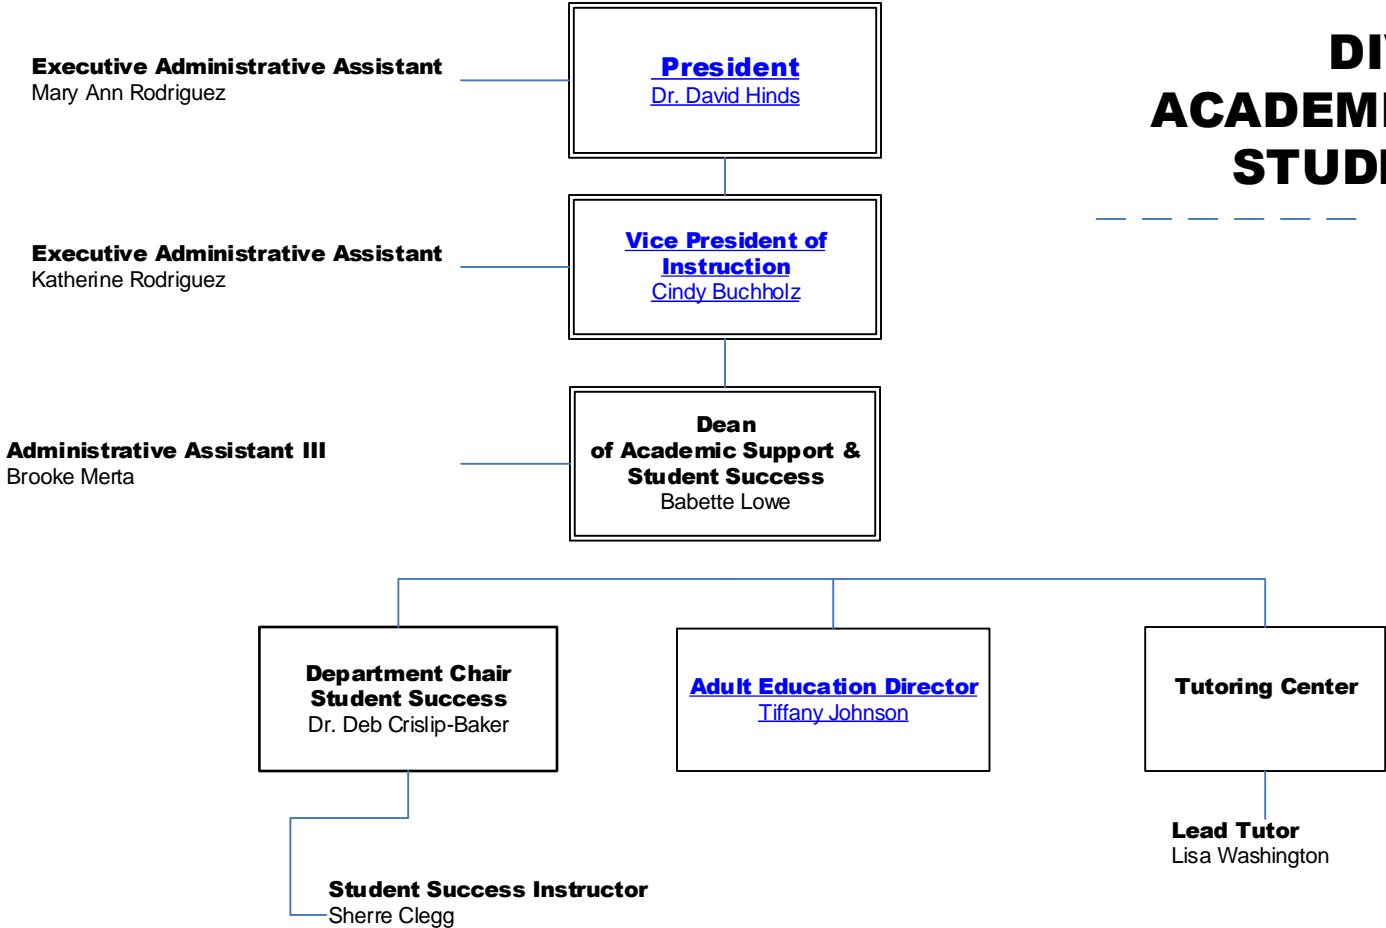 Executive Administrative Assistant
Mary Ann Rodriguez
President
Dr. David Hinds
ACADEM
STUD
Executive Administrative Assistant
Katherine Rodriguez
Vice President of
Instruction
Cindy Buchholz
Administrative Assistant III
Brooke Merta
Dean
of Academic Support &
Student Success
Babette Lowe
Department Chair
Student Success
Dr. Deb Crislip-Baker
Adult Education Director
Tiffany Johnson
Tutoring Center
Lead Tutor
Lisa Washington
Student Success Instructor
Sherre Clegg